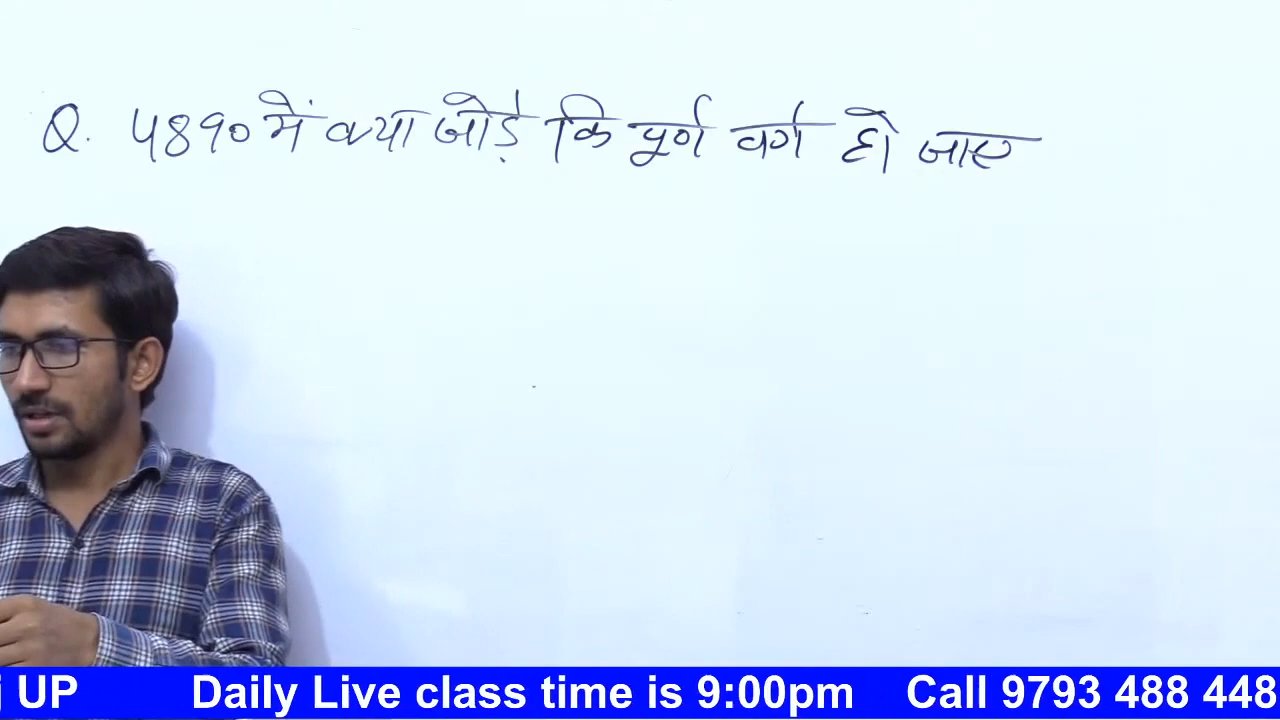 Q. 4890 में क्या जोड़े कि पूर्ण वर्ग हो जाए
j UP Daily Live class time is 9:00pm Call 9793 488 448